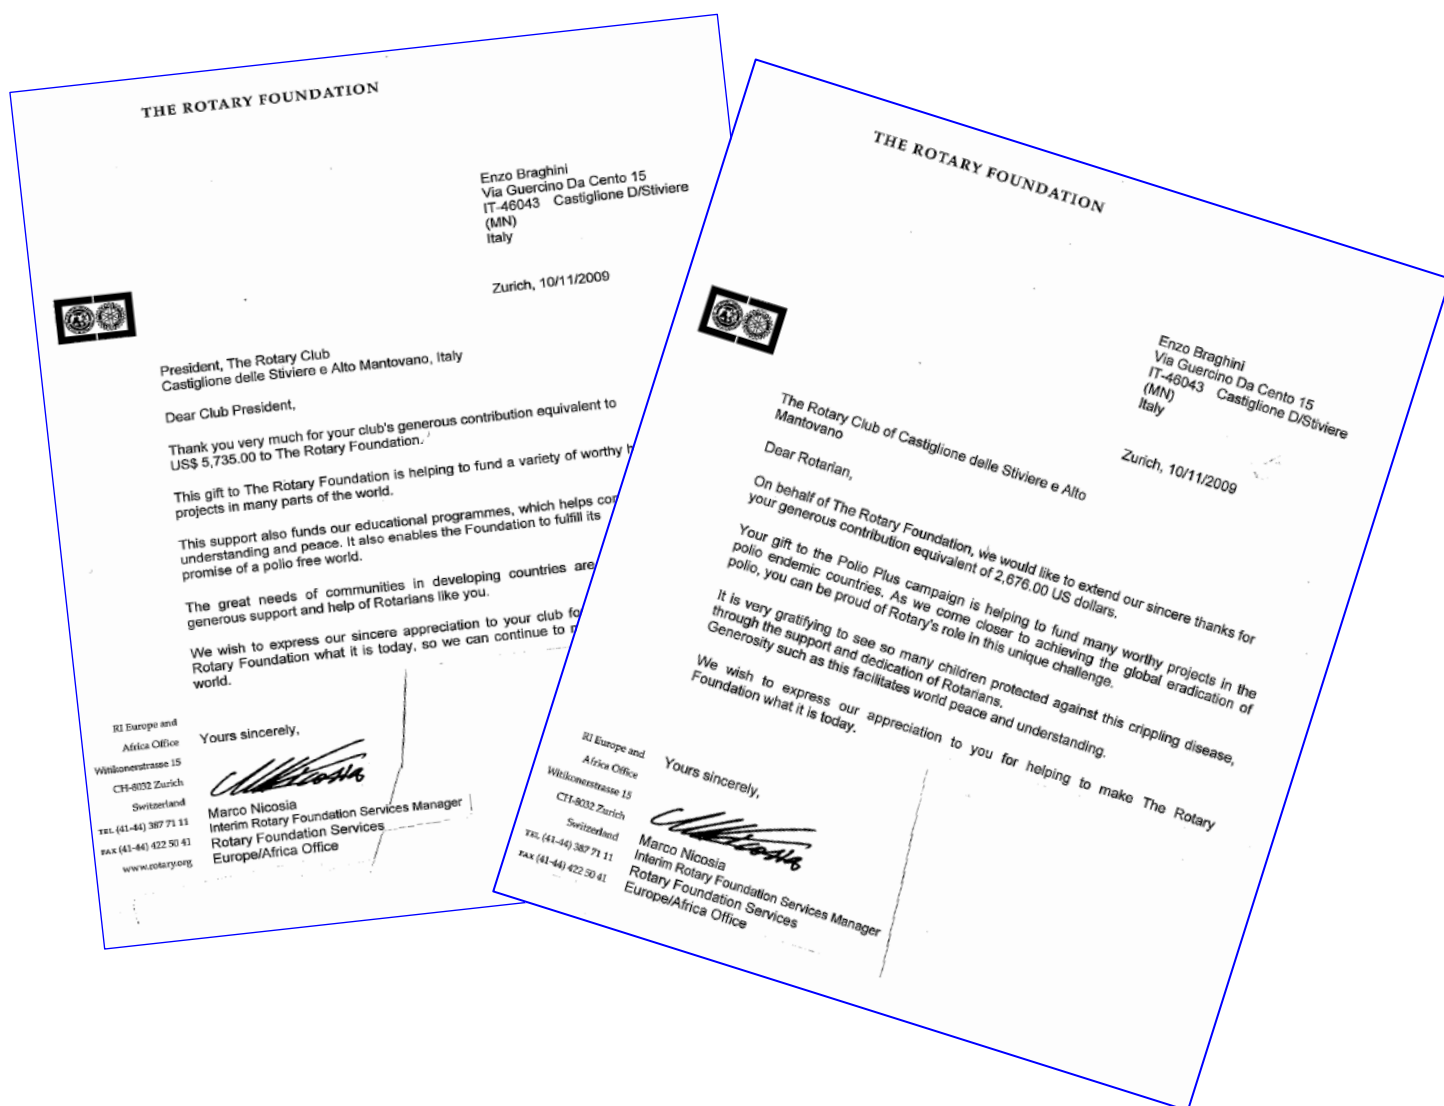 THE ROTARY FOUNDATION
Enzo Braghini
Via Guercino Da Cento 15
IT-46043 Castiglione D/Stiviere
(MN)
Italy
Zurich, 10/11/2009
President, The Rotary Club
Castiglione delle Stiviere e Alto Mantovano, Italy
Dear Club President,
Thank you very much for your club's generous contribution equivalent to
US$ 5,735.00 to The Rotary Foundation.
This gift to The Rotary Foundation is helping to fund a variety of worthy
projects in many parts of the world.
This support also funds our educational programmes, which helps
understanding and peace. It also enables the Foundation to fulfill its
promise of a polio free world.
The great needs of communities in developing countries are
generous support and help of Rotarians like you.
We wish to express our sincere appreciation to your club
Rotary Foundation what it is today, so we can continue to
world.
Yours sincerely,
Marco Nicosia
Interim Rotary Foundation Services Manager
Rotary Foundation Services
Europe/Africa Office
RI Europe and
Africa Office
Witikonerstrasse 15
CH-8032 Zurich
Switzerland
TEL (41-44) 387 71 11
FAX (41-44) 422 50 41
www.rotary.org
THE ROTARY FOUNDATION
Enzo Braghini
Via Guercino Da Cento 15
IT-46043 Castiglione D/Stiviere
(MN)
Italy
Zurich, 10/11/2009
The Rotary Club of Castiglione delle Stiviere e Alto
Mantovano
Dear Rotarian,
On behalf of The Rotary Foundation, we would like to extend our sincere thanks for
your generous contribution equivalent of 2,676.00 US dollars.
Your gift to the Polio Plus campaign is helping to fund many worthy projects in the
polio endemic countries. As we come closer to achieving the global eradication of
polio, you can be proud of Rotary's role in this unique challenge.
It is very gratifying to see so many children protected against this crippling disease,
through the support and dedication of Rotarians.
Generosity such as this facilitates world peace and understanding.
We wish to express our appreciation to you for helping to make The Rotary
Foundation what it is today.
Yours sincerely,
Marco Nicosia
Interim Rotary Foundation Services Manager
Rotary Foundation Services
Europe/Africa Office
RI Europe and
Africa Office
Witikonerstrasse 15
CH-8032 Zurich
Switzerland
TEL (41-44) 387 71 11
FAX (41-44) 422 50 41